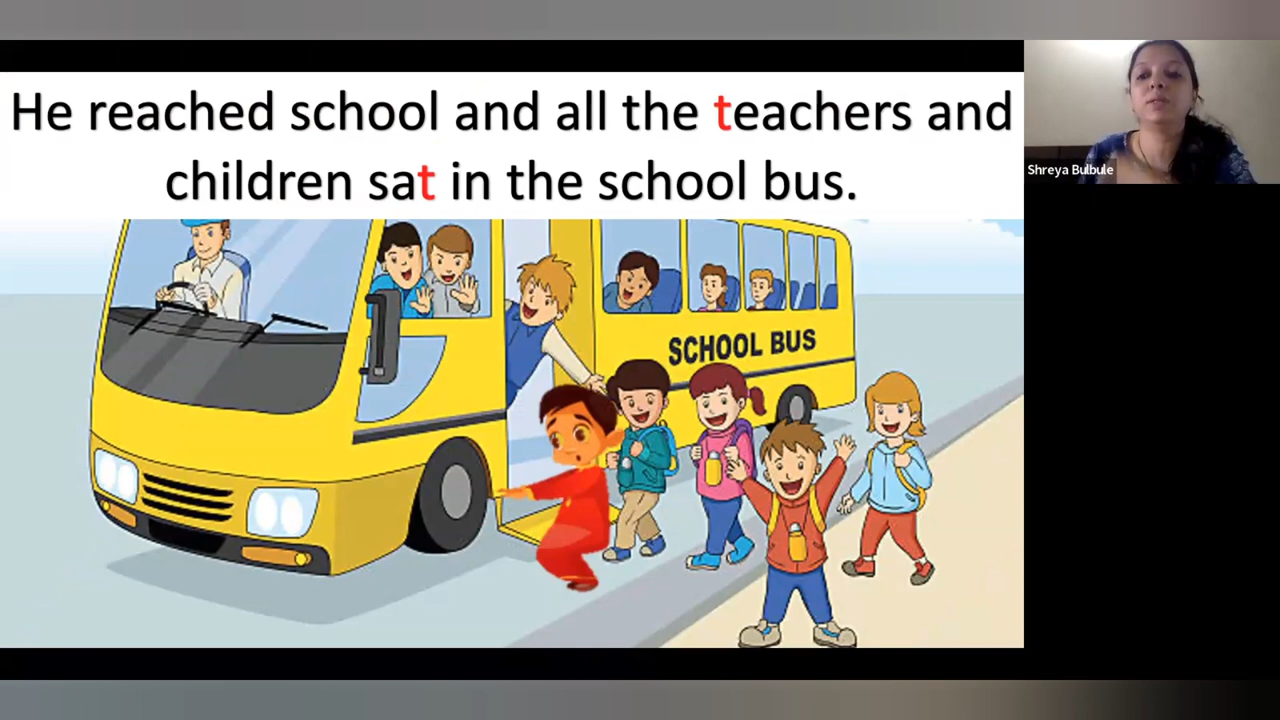 He reached school and all the teachers and
children sat in the school bus.
Shreya Bulbule
SCHOOL BUS